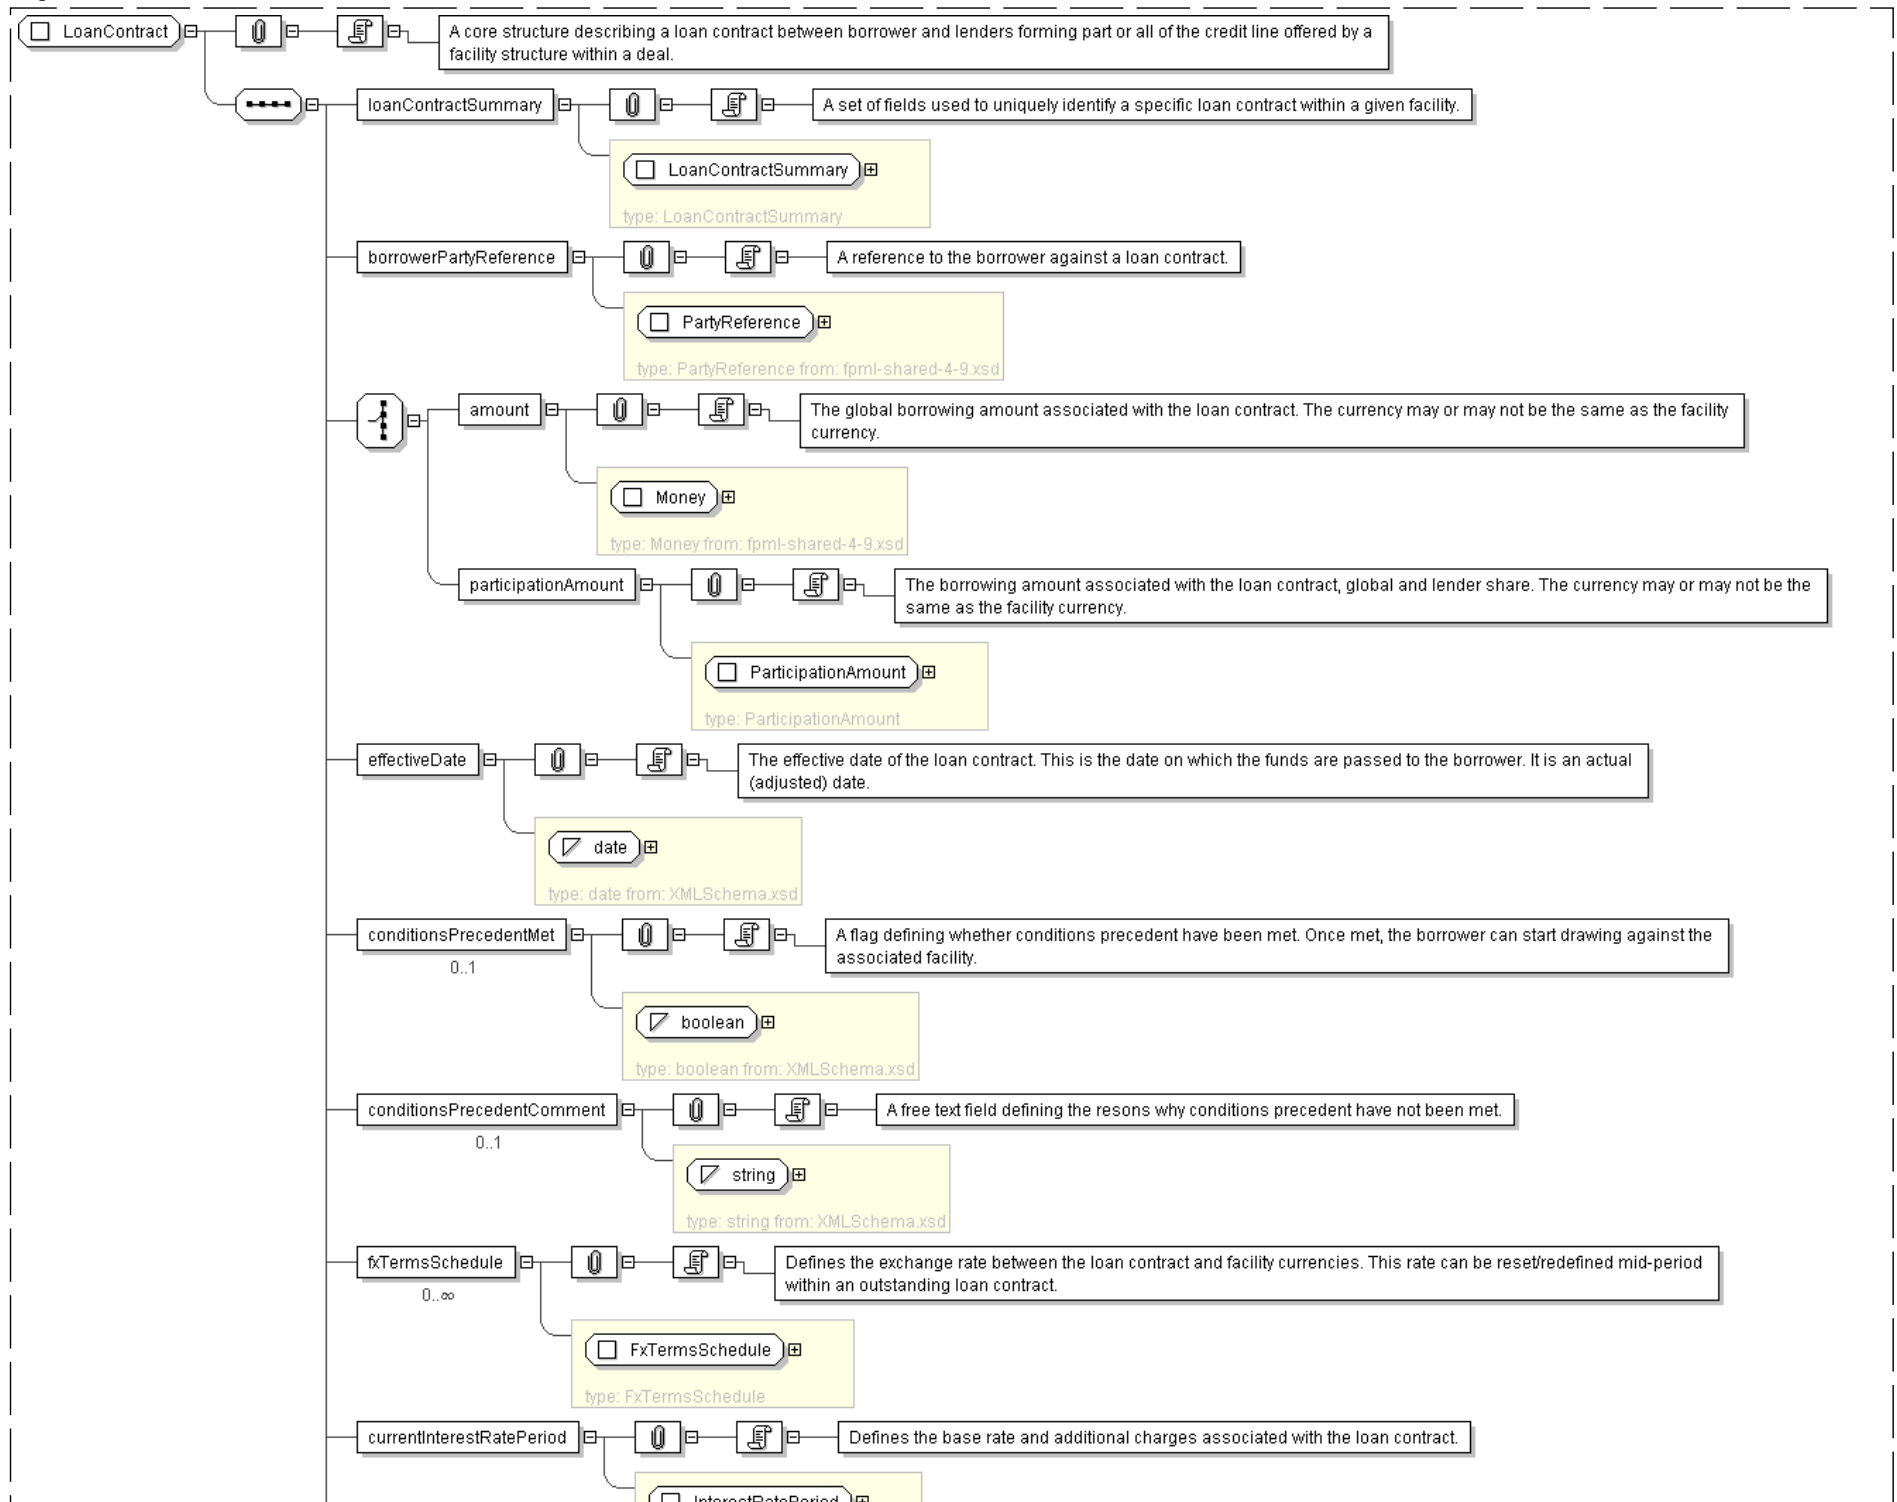 LoanContract
A core structure describing a loan contract between borrower and lenders forming part or all of the credit line offered by a
facility structure within a deal.
loanContractSummary
A set of fields used to uniquely identify a specific loan contract within a given facility.
LoanContractSummary
type: LoanContractSummary
borrowerPartyReference
A reference to the borrower against a loan contract.
PartyReference
type: PartyReference from: fpml-shared-4-9.xsd
amount
The global borrowing amount associated with the loan contract. The currency may or may not be the same as the facility
currency.
Money
type: Money from: fpml-shared-4-9.xsd
participationAmount
The borrowing amount associated with the loan contract, global and lender share. The currency may or may not be the
same as the facility currency.
ParticipationAmount
type: ParticipationAmount
effectiveDate
The effective date of the loan contract. This is the date on which the funds are passed to the borrower. It is an actual
(adjusted) date.
date
type: date from: XMLSchema.xsd
conditionsPrecedentMet
A flag defining whether conditions precedent have been met. Once met, the borrower can start drawing against the
associated facility.
0..1
boolean
type: boolean from: XMLSchema.xsd
conditionsPrecedentComment
A free text field defining the resons why conditions precedent have not been met.
0..1
string
type: string from: XMLSchema.xsd
fxTermsSchedule
Defines the exchange rate between the loan contract and facility currencies. This rate can be reset/redefined mid-period
within an outstanding loan contract.
0..∞
FxTermsSchedule
type: FxTermsSchedule
currentInterestRatePeriod
Defines the base rate and additional charges associated with the loan contract.
InterestRatePeriod